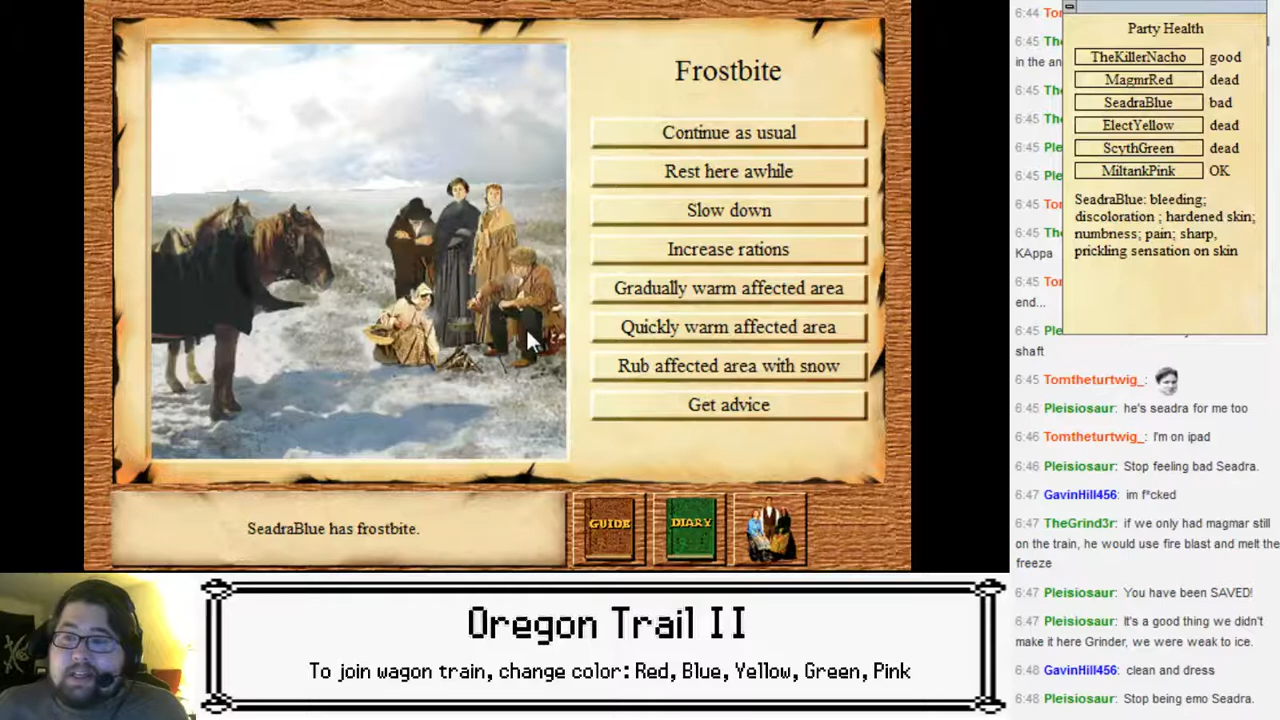 Frostbite
Continue as usual
Rest here awhile
Slow down
Increase rations
Gradually warm affected area
Quickly warm affected area
Rub affected area with snow
Get advice
SeadraBlue has frostbite.
GUIDE
DIARY
Oregon Trail II
To join wagon train, change color: Red, Blue, Yellow, Green, Pink
Party Health
TheKillerNacho good
MagmrRed dead
SeadraBlue bad
ElectYellow dead
ScythGreen dead
MiltankPink OK
SeadraBlue: bleeding;
discoloration ; hardened skin;
numbness; pain; sharp,
prickling sensation on skin
6:44
6:45
in the an
6:45
6:45
6:45
6:45
6:45
6:45
KAppa
6:45
end...
6:45
shaft
6:45 Tomtheturtwig_:
6:45 Pleisiosaur: he's seadra for me too
6:46 Tomtheturtwig_: I'm on ipad
6:46 Pleisiosaur: Stop feeling bad Seadra.
6:47 GavinHill456: im f*cked
6:47 TheGrind3r: if we only had magmar still
on the train, he would use fire blast and melt the
freeze
6:47 Pleisiosaur: You have been SAVED!
6:47 Pleisiosaur: It's a good thing we didn't
make it here Grinder, we were weak to ice.
6:48 GavinHill456: clean and dress
6:48 Pleisiosaur: Stop being emo Seadra.